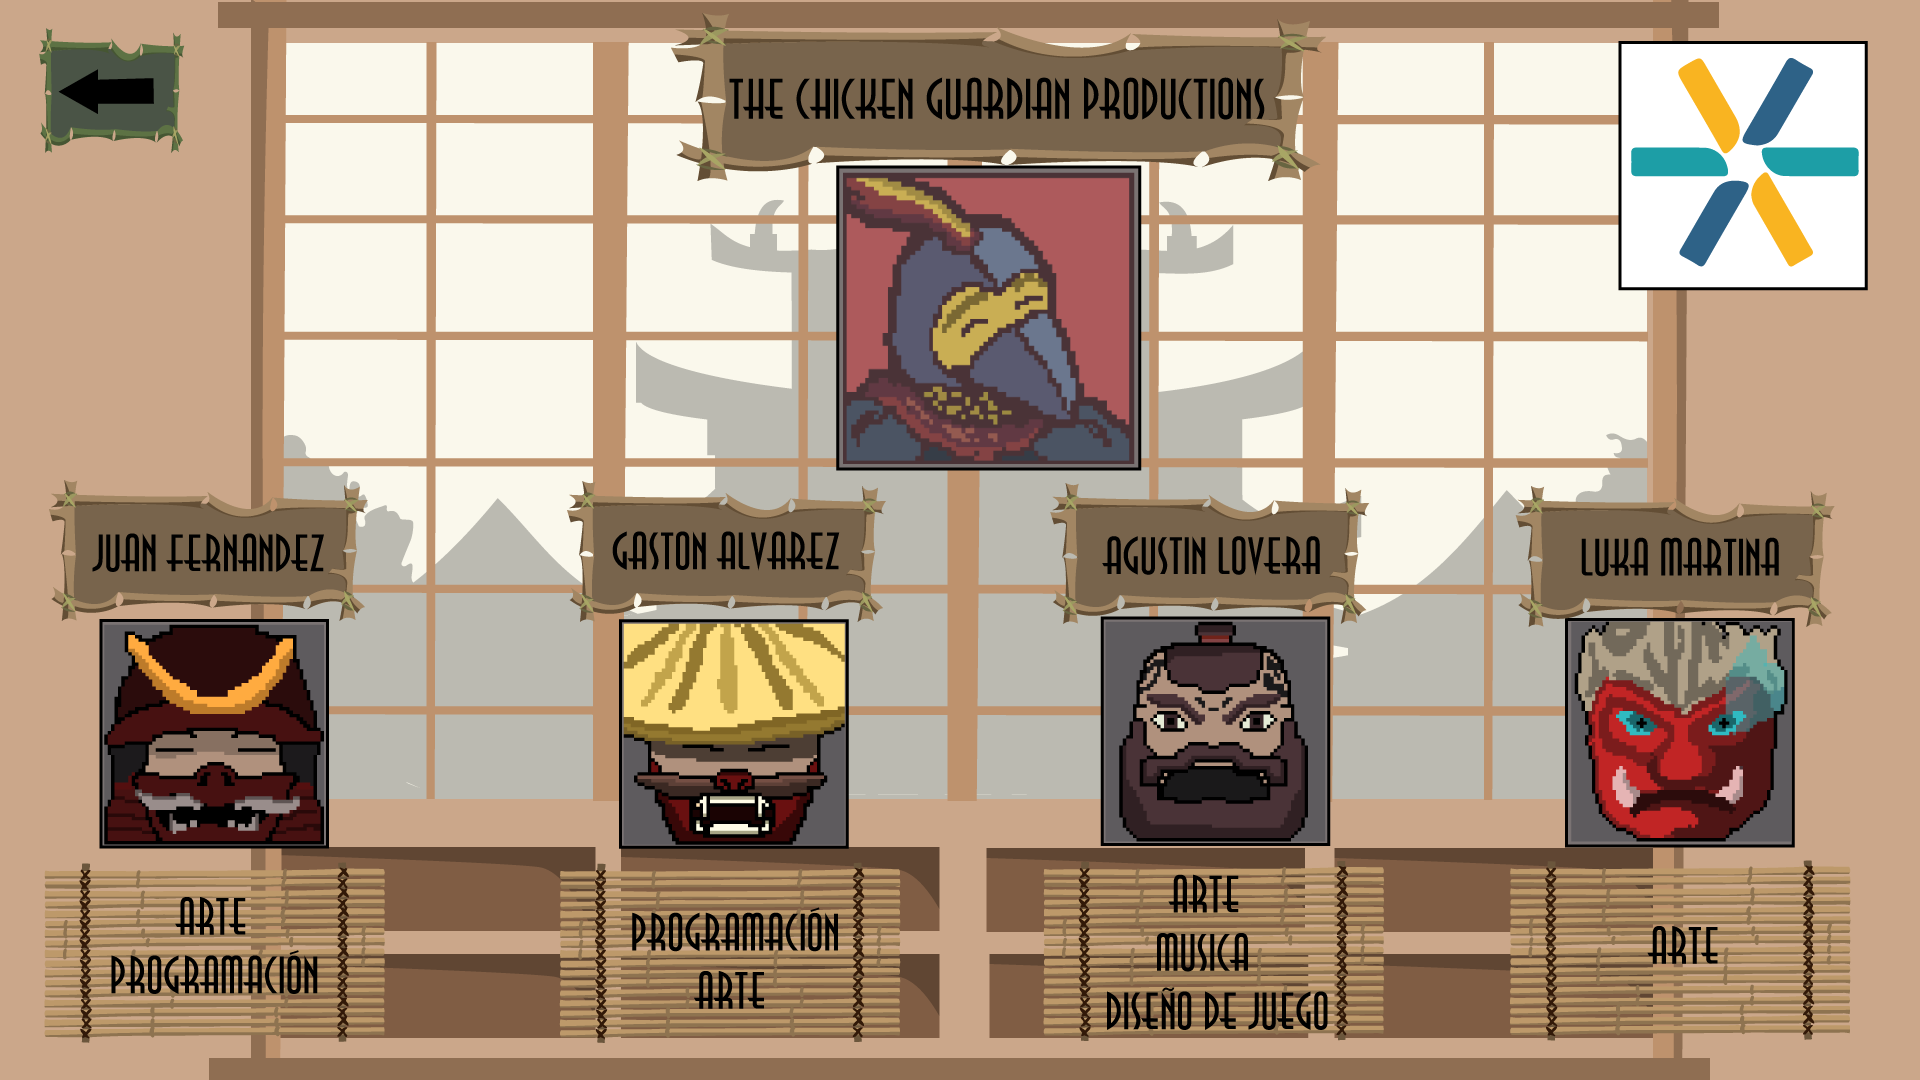 THE CHICKEN GUARDIAN PRODUCTIONS
JUAN FERNANDEZ
GASTON ALVAREZ
AGUSTIN LOVERA
LUKA MARTINA
ARTE
PROGRAMACIÓN
PROGRAMACIÓN
ARTE
ARTE
MUSICA
DISEÑO DE JUEGO
ARTE